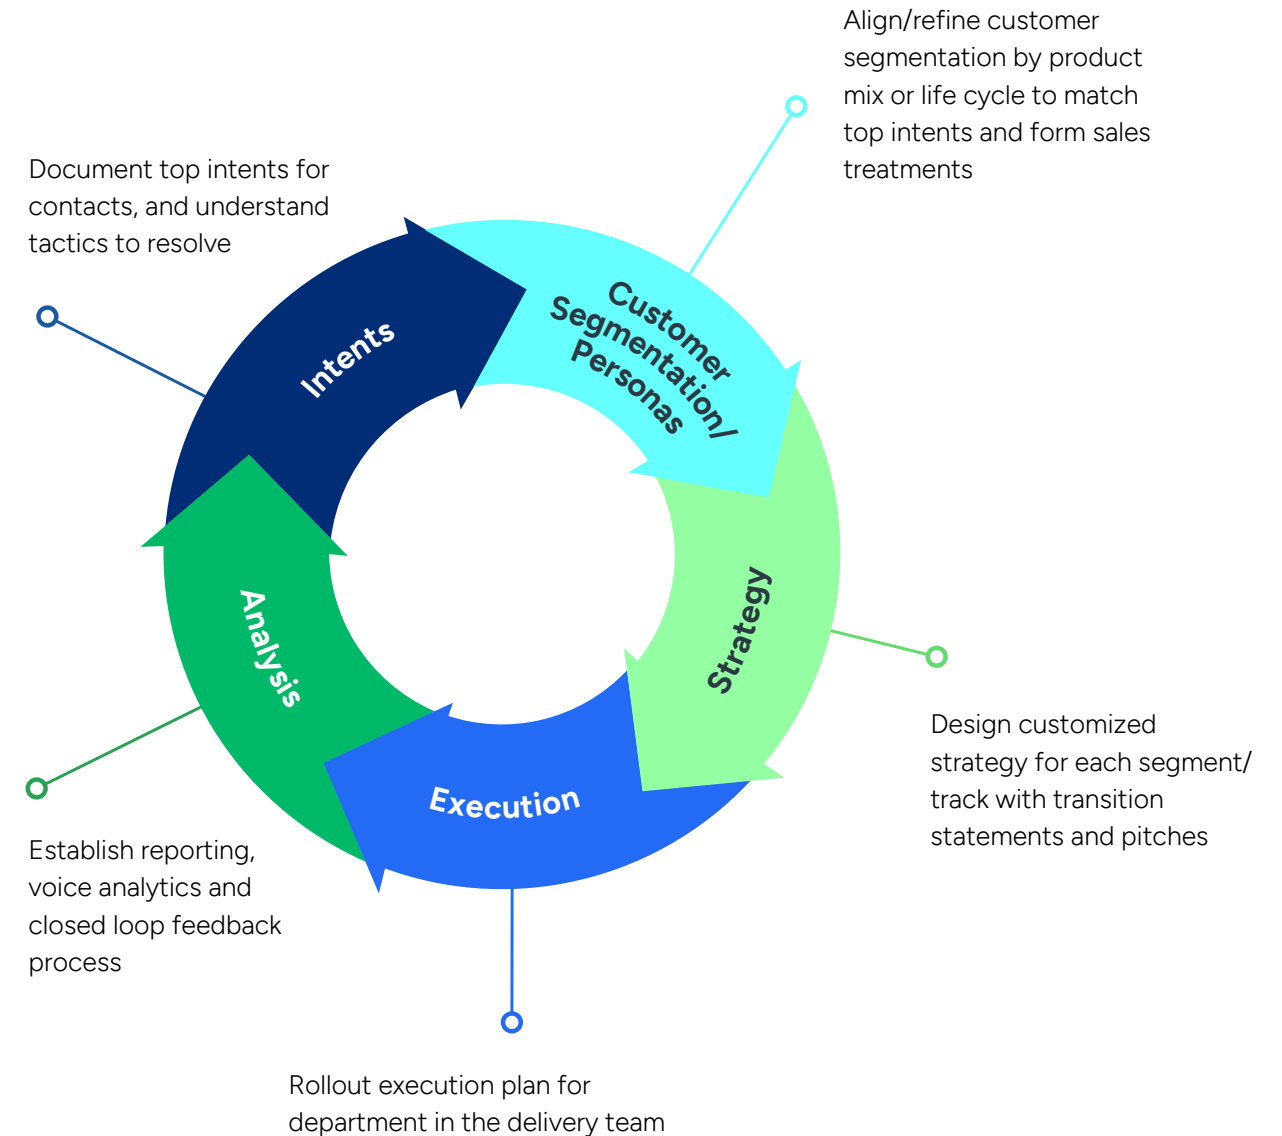 Align/refine customer
segmentation by product
mix or life cycle to match
top intents and form sales
treatments
Document top intents for
contacts, and understand
tactics to resolve
Intents
Customer
Segmentation/
Personas
Strategy
Design customized
strategy for each segment/
track with transition
statements and pitches
Execution
Rollout execution plan for
department in the delivery team
Analysis
Establish reporting,
voice analytics and
closed loop feedback
process